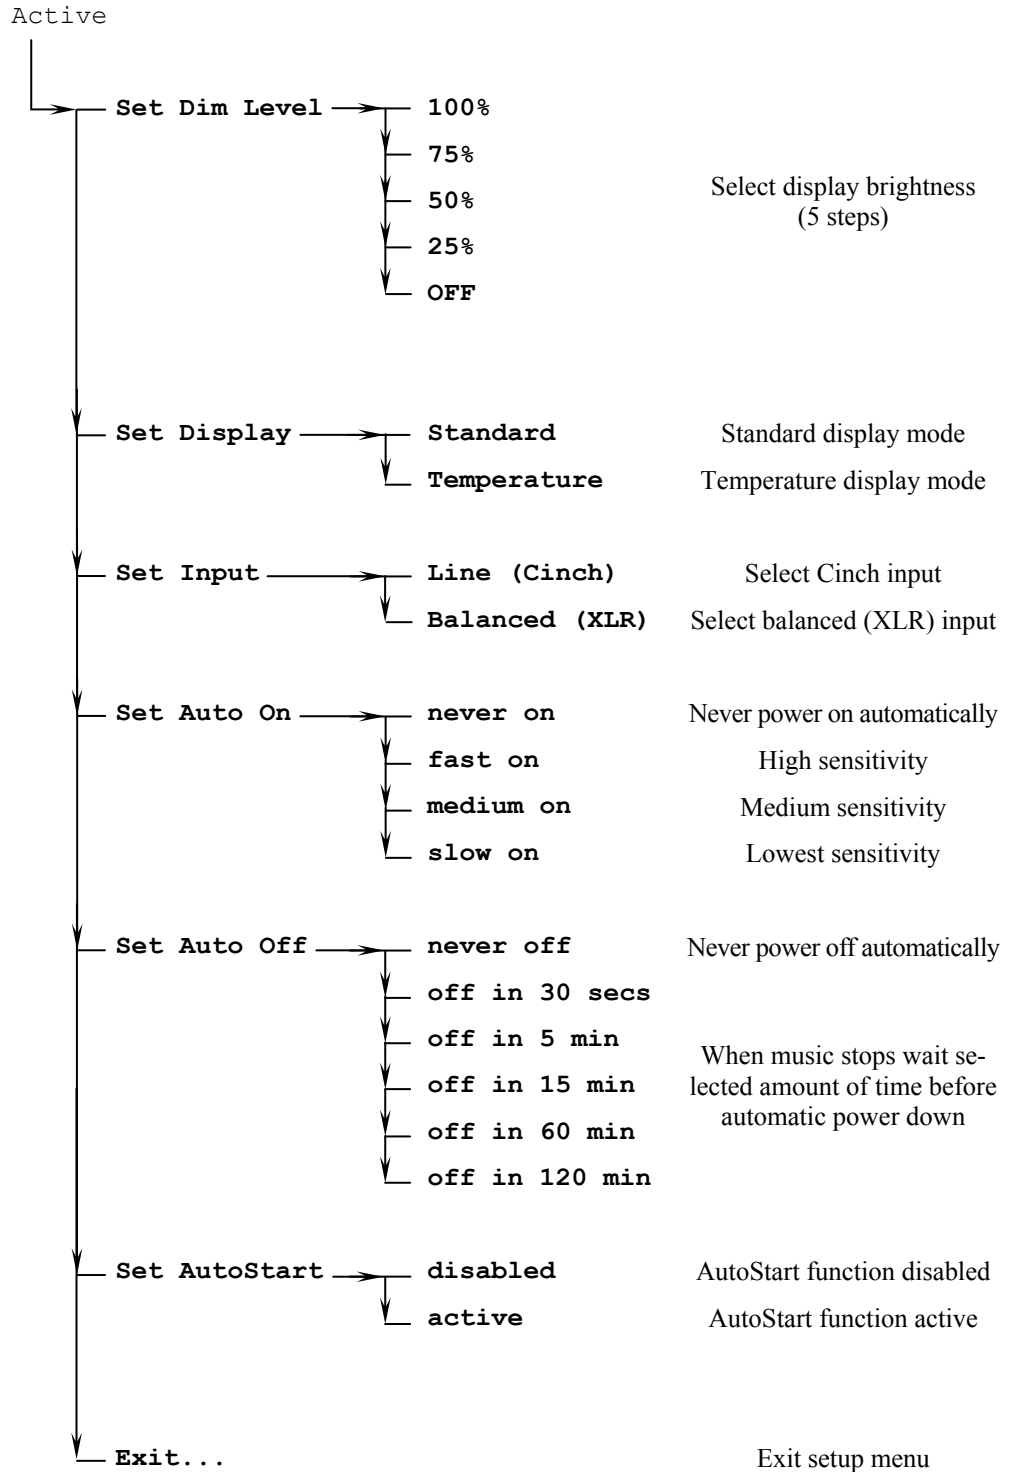 Active
Set Dim Level
100%
75%
50%
25%
OFF
Select display brightness
(5 steps)
Set Display
Standard
Standard display mode
Temperature
Temperature display mode
Set Input
Line (Cinch)
Select Cinch input
Balanced (XLR)
Select balanced (XLR) input
Set Auto On
never on
Never power on automatically
fast on
High sensitivity
medium on
Medium sensitivity
slow on
Lowest sensitivity
Set Auto Off
never off
Never power off automatically
off in 30 secs
off in 5 min
off in 15 min
off in 60 min
off in 120 min
When music stops wait se-
lected amount of time before
automatic power down
Set AutoStart
disabled
AutoStart function disabled
active
AutoStart function active
Exit...
Exit setup menu